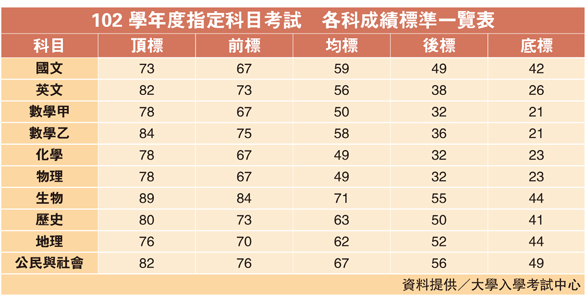 102 學年度指定科目考試　各科成績標準一覽表
科目 頂標 前標 均標 後標 底標
國文 73 67 59 49 42
英文 82 73 56 38 26
數學甲 78 67 50 32 21
數學乙 84 75 58 36 21
化學 78 67 49 32 23
物理 78 67 49 32 23
生物 89 84 71 55 44
歷史 80 73 63 50 41
地理 76 70 62 52 44
公民與社會 82 76 67 56 49
資料提供／大學入學考試中心